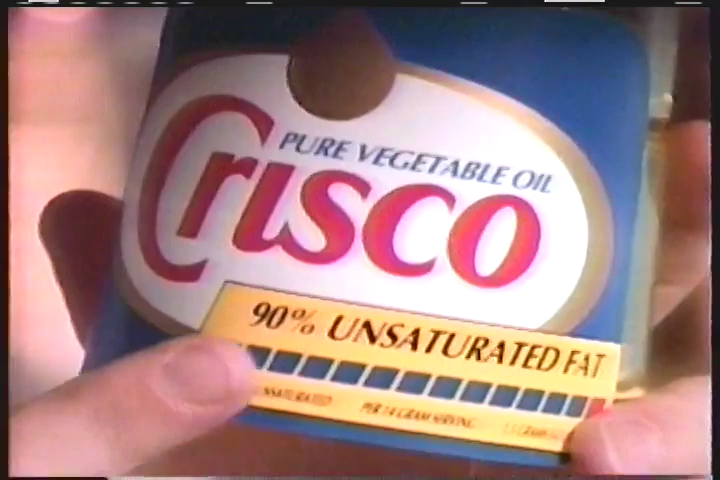 PURE VEGETABLE OIL
Crisco
90% UNSATURATED FAT
PER 14 GRAM SERVING